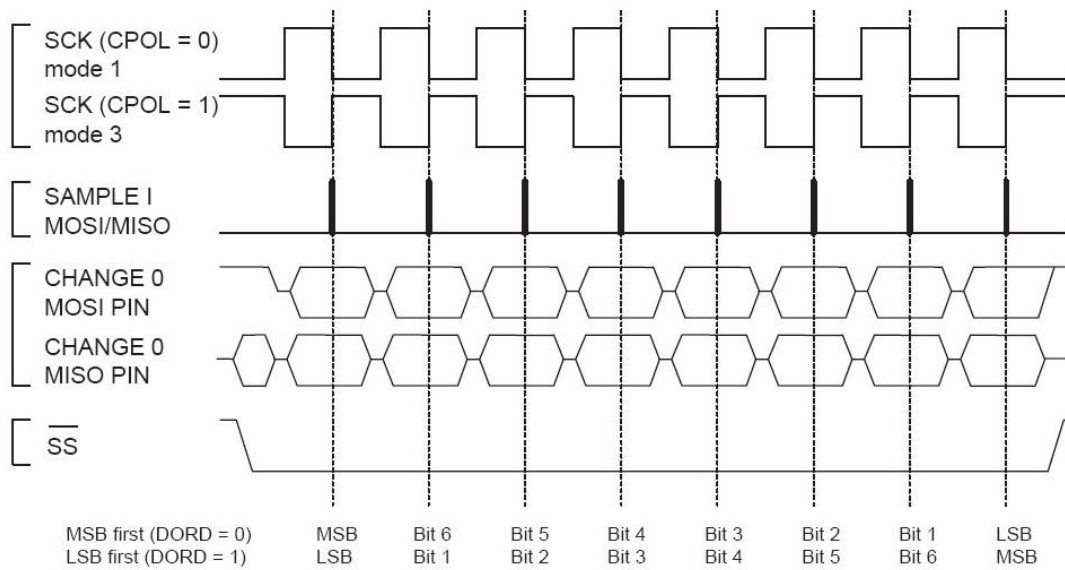 SCK (CPOL = 0)
mode 1
SCK (CPOL = 1)
mode 3
SAMPLE I
MOSI/MISO
CHANGE 0
MOSI PIN
CHANGE 0
MISO PIN
SS
MSB first (DORD = 0) MSB Bit 6 Bit 5 Bit 4 Bit 3 Bit 2 Bit 1 LSB
LSB first (DORD = 1) LSB Bit 1 Bit 2 Bit 3 Bit 4 Bit 5 Bit 6 MSB